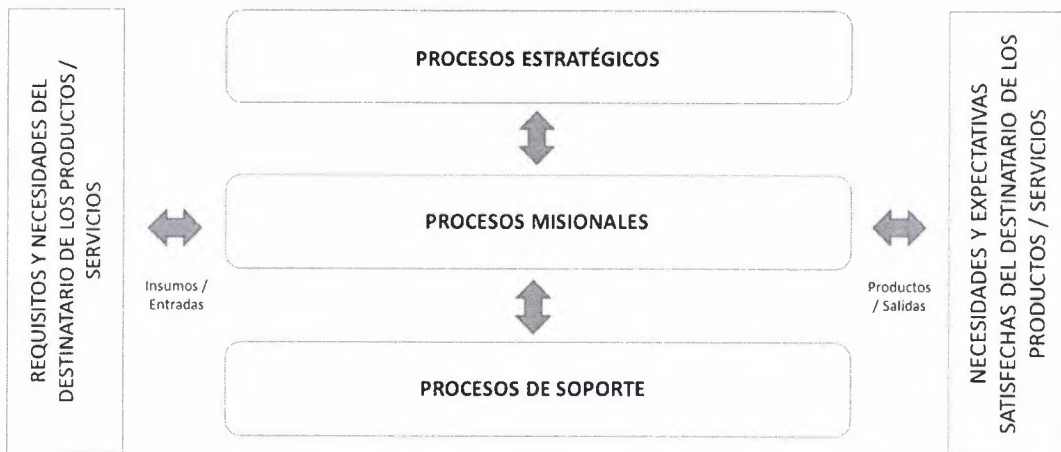 REQUISITOS Y NECESIDADES DEL
DESTINATARIO DE LOS PRODUCTOS /
SERVICIOS
Insumos /
Entradas
PROCESOS ESTRATÉGICOS
PROCESOS MISIONALES
PROCESOS DE SOPORTE
Productos
/ Salidas
NECESIDADES Y EXPECTATIVAS
SATISFECHAS DEL DESTINATARIO DE LOS
PRODUCTOS / SERVICIOS